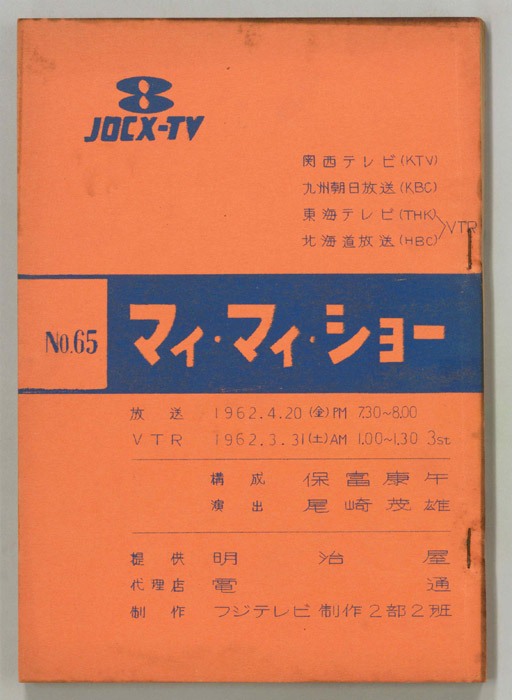 8
JOCX-TV
関西テレビ(KTV)
九州朝日放送(KBC)
東海テレビ(THK)
北海道放送(HBC)
VTR
No.65
マイ・マイ・ショー
放送 1962.4.20(金)PM 7.30~8.00
VTR 1962.3.31(土)AM 1.00~1.30 3st
構成 保富康午
演出 尾崎茂雄
提供 明治屋
代理店 電通
制作 フジテレビ制作2部2班